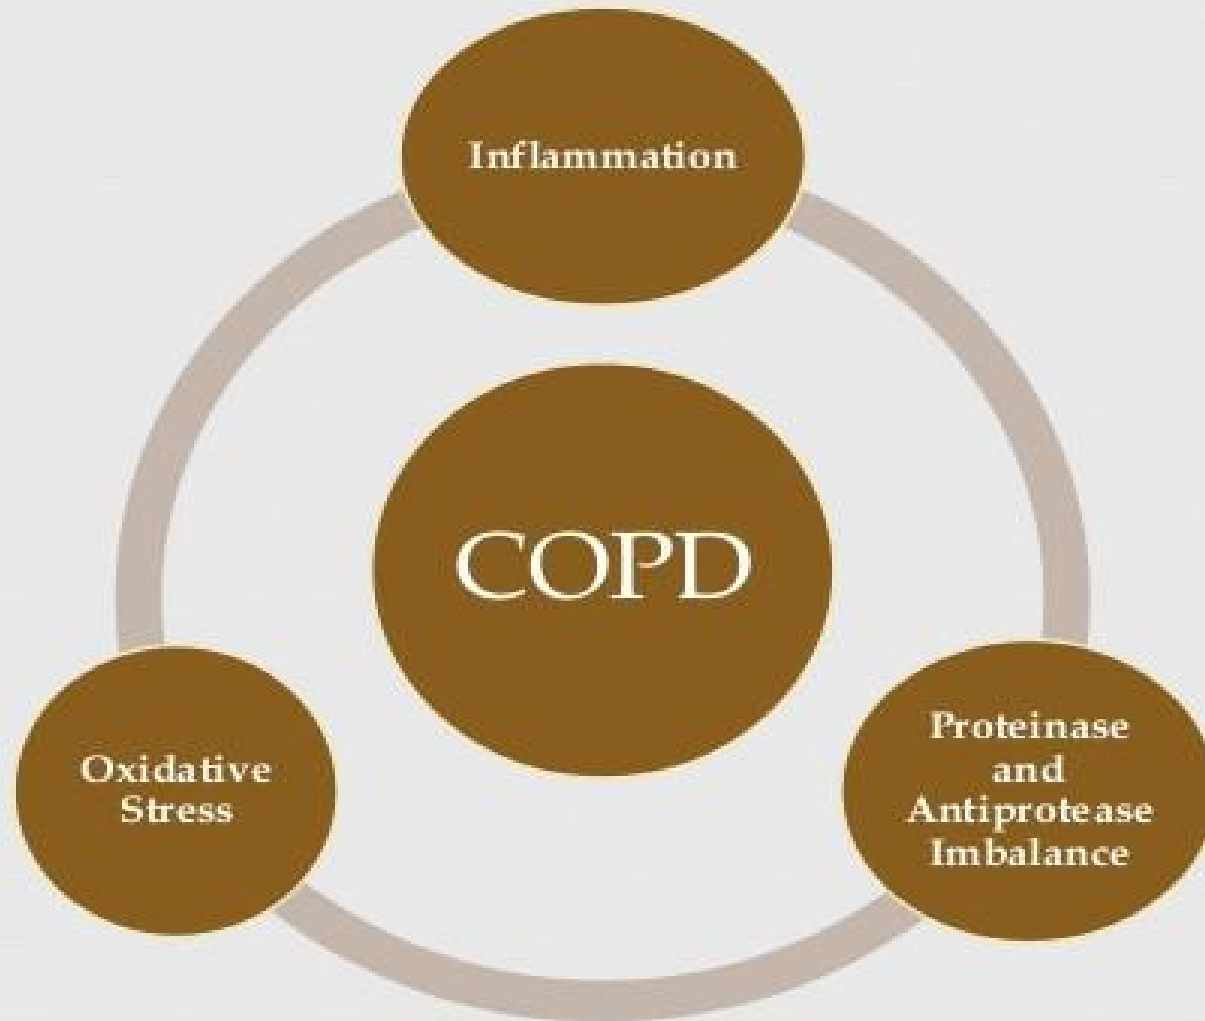 Inflammation
COPD
Oxidative
Stress
Proteinase
and
Antiprotease
Imbalance